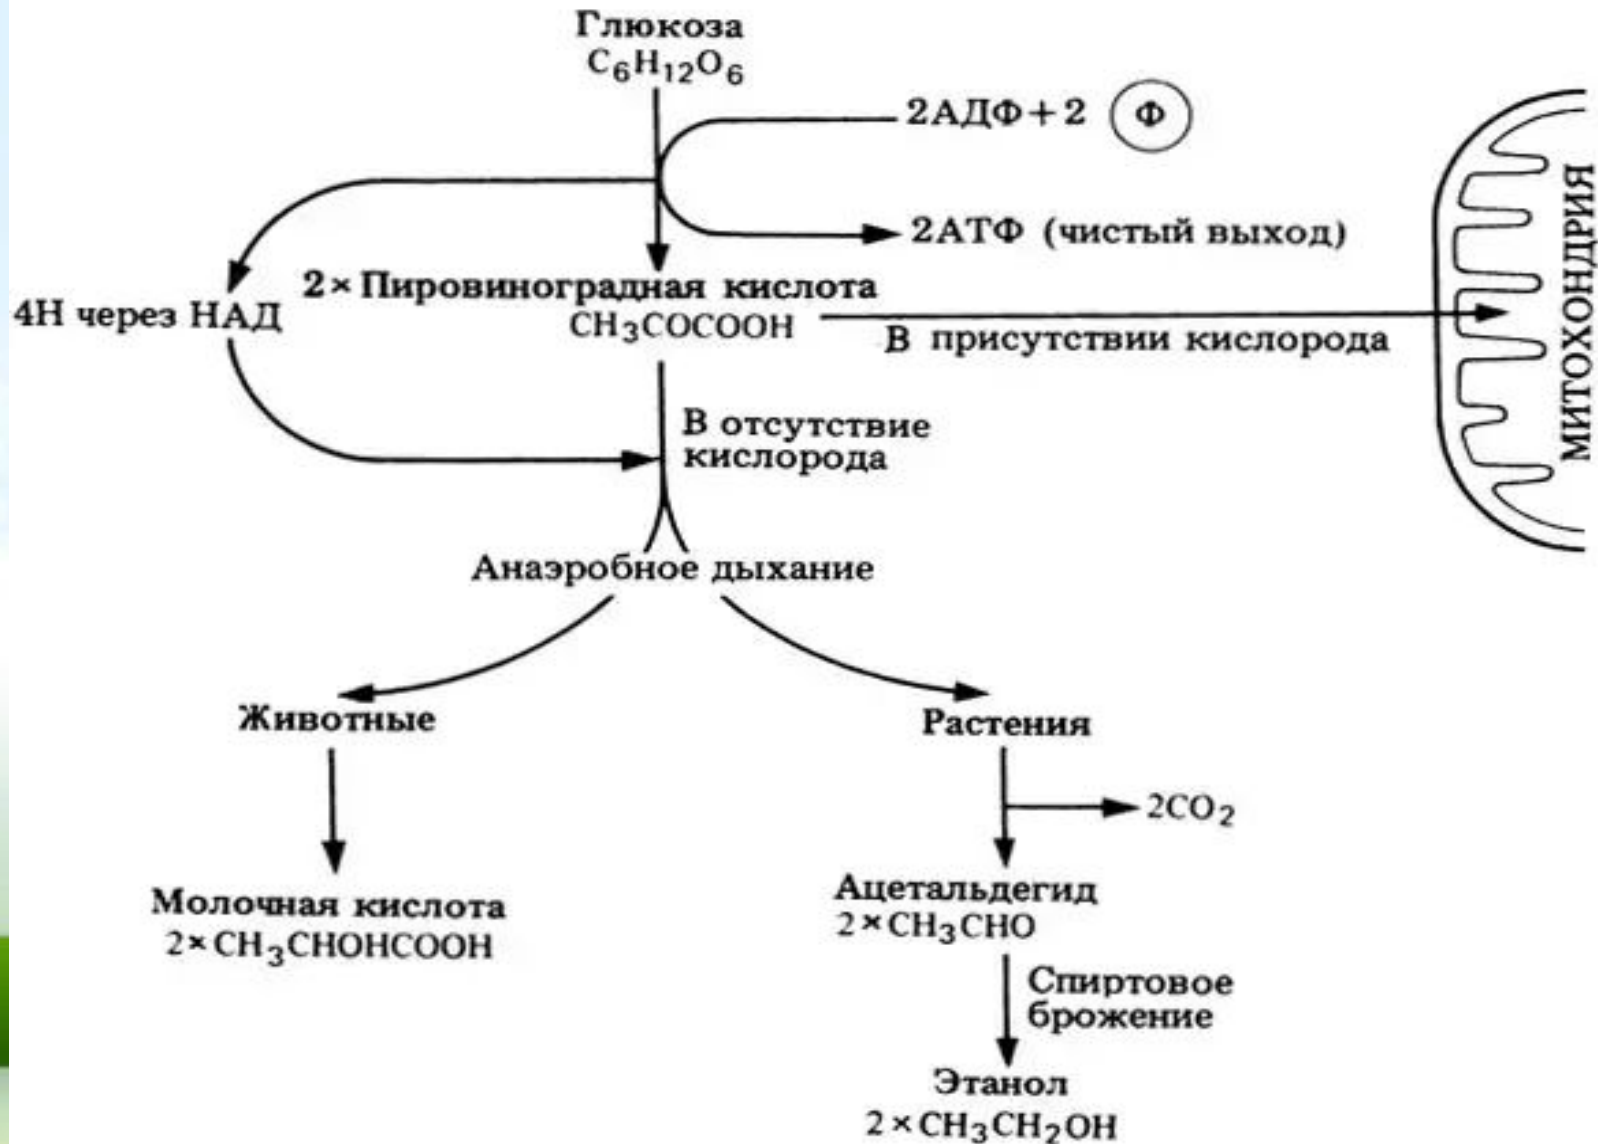 Глюкоза
C₆H₁₂O₆
2АДФ+2 Ф
2АТФ (чистый выход)
4Н через НАД
2×Пировиноградная кислота
CH₃COCOOH
В присутствии кислорода
МИТОХОНДРИЯ
В отсутствие
кислорода
Анаэробное дыхание
Животные
Растения
2CO₂
Молочная кислота
2×CH₃CHOHCOOH
Ацетальдегид
2×CH₃CHO
Спиртовое
брожение
Этанол
2×CH₃CH₂OH